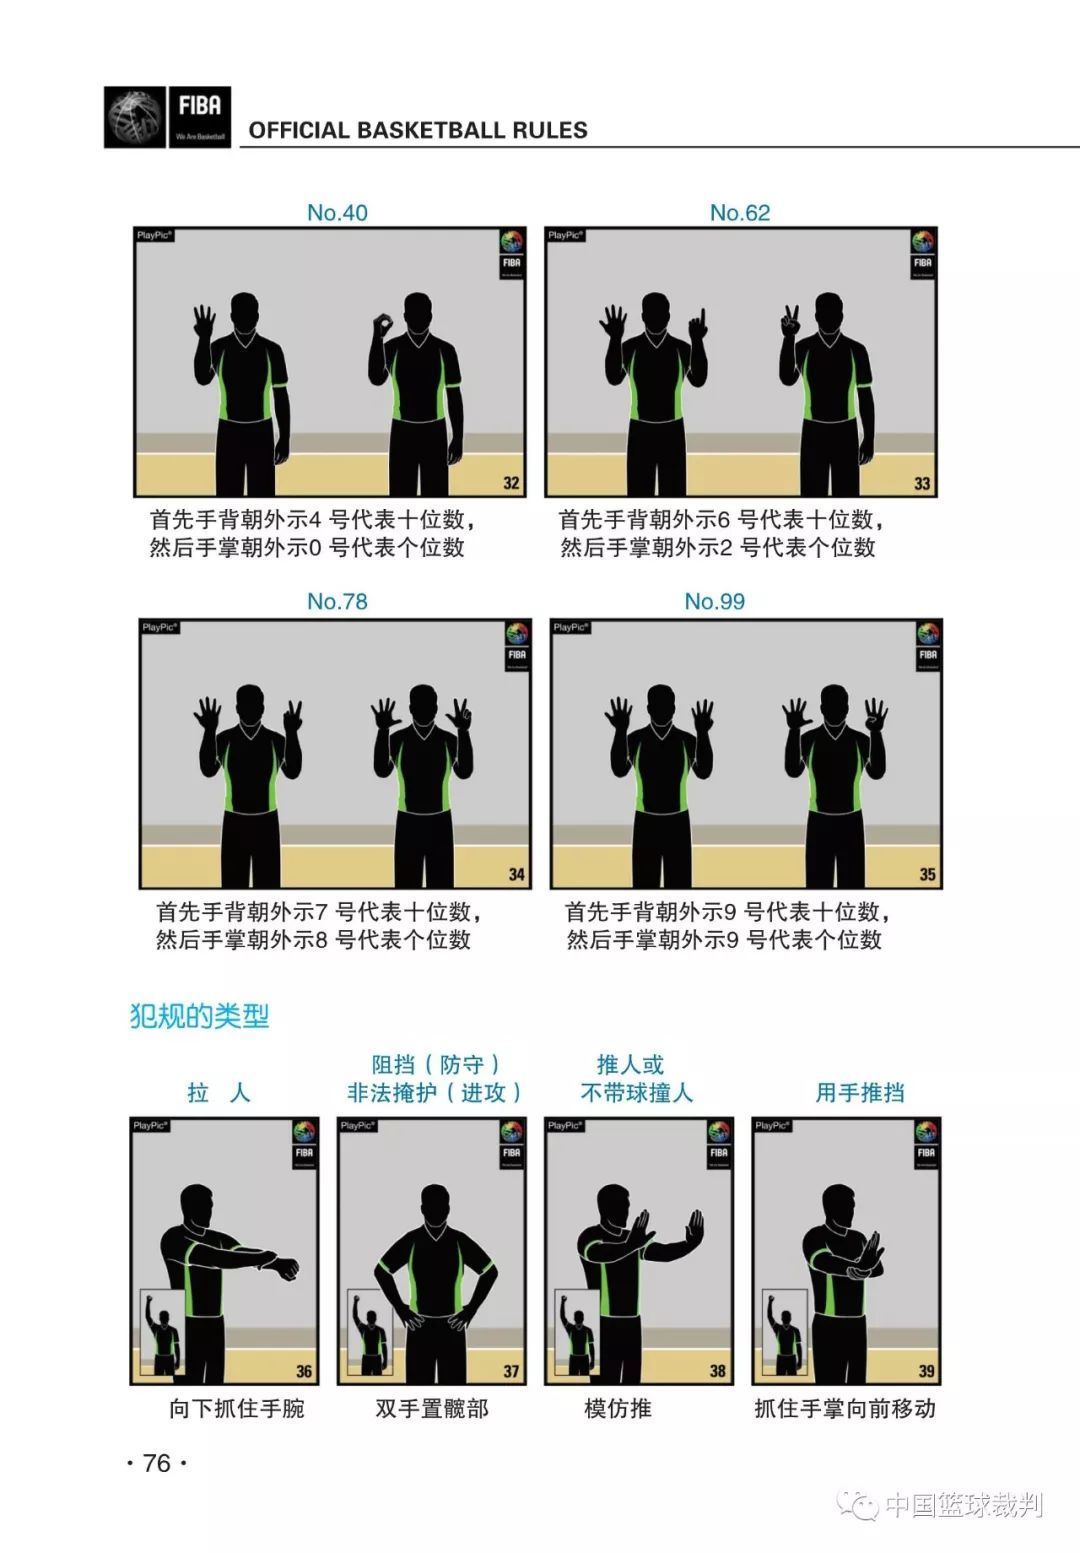 FIBA
We Are Basketball
OFFICIAL BASKETBALL RULES
No.40
No.62
PlayPic®
FIBA
32
PlayPic®
FIBA
33
首先手背朝外示4 号代表十位数，
然后手掌朝外示0 号代表个位数
首先手背朝外示6 号代表十位数，
然后手掌朝外示2 号代表个位数
No.78
No.99
PlayPic®
FIBA
34
PlayPic®
FIBA
35
首先手背朝外示7 号代表十位数，
然后手掌朝外示8 号代表个位数
首先手背朝外示9 号代表十位数，
然后手掌朝外示9 号代表个位数
犯规的类型
拉 人
阻挡（防守）
非法掩护（进攻）
推人或
不带球撞人
用手推挡
PlayPic®
FIBA
36
PlayPic®
FIBA
37
PlayPic®
FIBA
38
PlayPic®
FIBA
39
向下抓住手腕
双手置髋部
模仿推
抓住手掌向前移动
·76·
中国篮球裁判